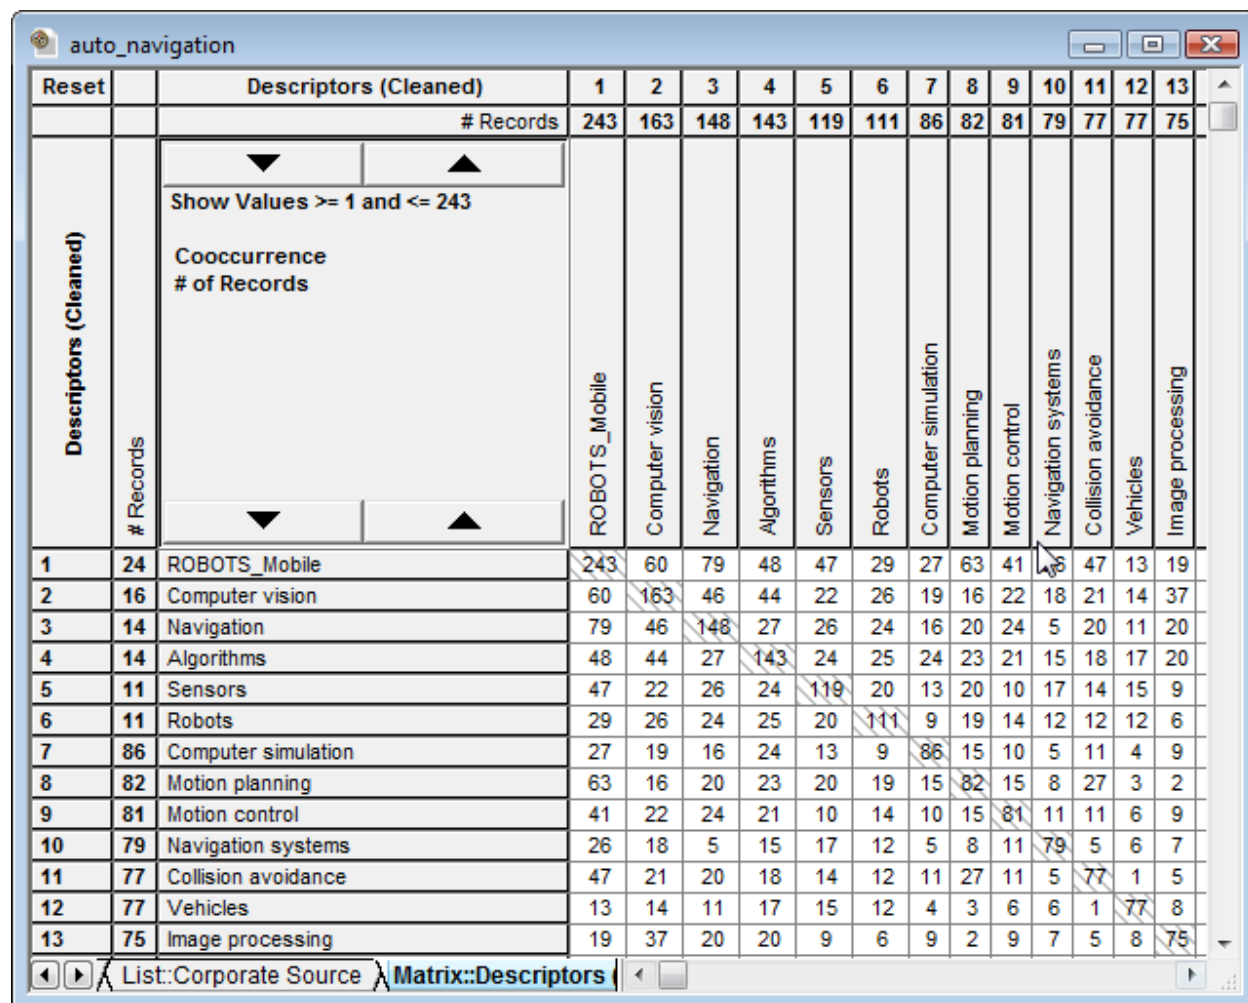 auto_navigation
Reset Descriptors (Cleaned) 1 2 3 4 5 6 7 8 9 10 11 12 13
# Records 243 163 148 143 119 111 86 82 81 79 77 77 75
Descriptors (Cleaned)
# Records
Show Values >= 1 and <= 243
Cooccurrence
# of Records
ROBOTS_Mobile
Computer vision
Navigation
Algorithms
Sensors
Robots
Computer simulation
Motion planning
Motion control
Navigation systems
Collision avoidance
Vehicles
Image processing
1 24 ROBOTS_Mobile 243 60 79 48 47 29 27 63 41 6 47 13 19
2 16 Computer vision 60 163 46 44 22 26 19 16 22 18 21 14 37
3 14 Navigation 79 46 148 27 26 24 16 20 24 5 20 11 20
4 14 Algorithms 48 44 27 143 24 25 24 23 21 15 18 17 20
5 11 Sensors 47 22 26 24 119 20 13 20 10 17 14 15 9
6 11 Robots 29 26 24 25 20 111 9 19 14 12 12 12 6
7 86 Computer simulation 27 19 16 24 13 9 86 15 10 5 11 4 9
8 82 Motion planning 63 16 20 23 20 19 15 82 15 8 27 3 2
9 81 Motion control 41 22 24 21 10 14 10 15 81 11 11 6 9
10 79 Navigation systems 26 18 5 15 17 12 5 8 11 79 5 6 7
11 77 Collision avoidance 47 21 20 18 14 12 11 27 11 5 77 1 5
12 77 Vehicles 13 14 11 17 15 12 4 3 6 6 1 77 8
13 75 Image processing 19 37 20 20 9 6 9 2 9 7 5 8 75
List::Corporate Source Matrix::Descriptors (